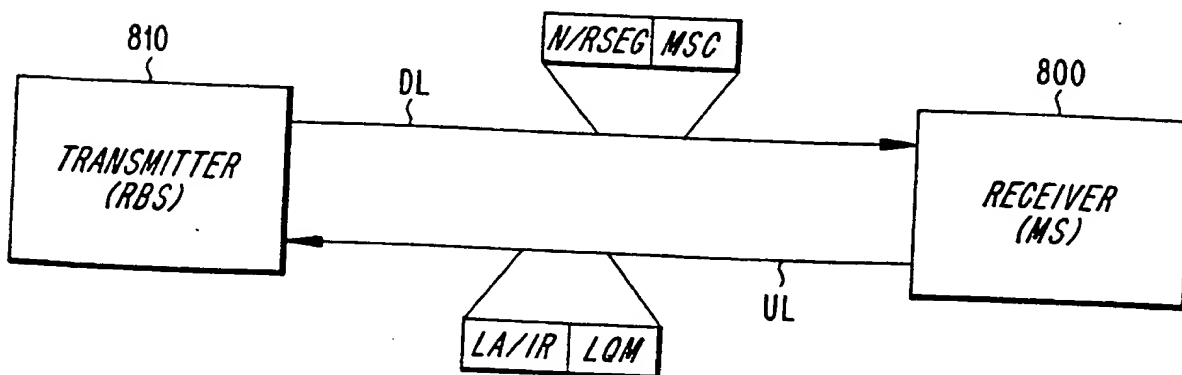 810
TRANSMITTER
(RBS)
DL
N/RSEG MSC
800
RECEIVER
(MS)
UL
LA/IR LQM